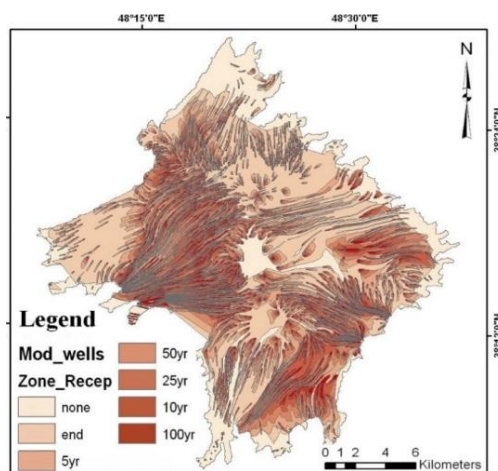 48°15'0"E 48°30'0"E
N
Legend
Mod_wells
Zone_Recep
none
end
5yr
50yr
25yr
10yr
100yr
0 1 2 4 6
Kilometers